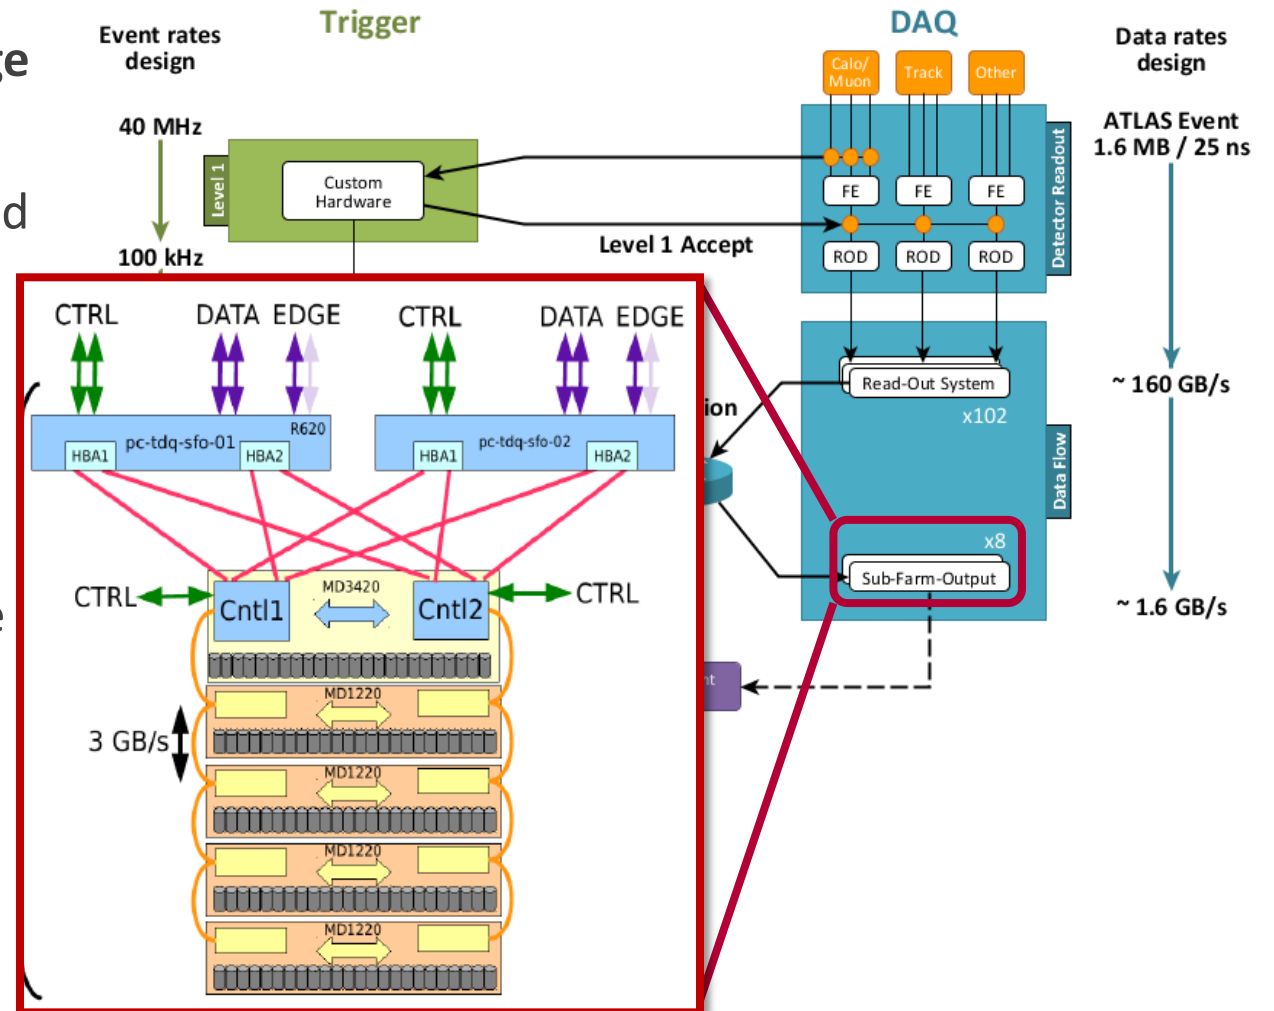 Trigger
DAQ
Event rates
design
Data rates
design
ge
d
e
40 MHz
100 kHz
Level 1
Custom
Hardware
Level 1 Accept
Calo/
Muon
Track
Other
FE
FE
FE
ROD
ROD
ROD
Detector Readout
ATLAS Event
1.6 MB / 25 ns
Read-Out System
x102
~ 160 GB/s
ion
Data Flow
x8
Sub-Farm-Output
~ 1.6 GB/s
nt
CTRL
DATA
EDGE
CTRL
DATA
EDGE
R620
pc-tdq-sfo-01
HBA1
HBA2
pc-tdq-sfo-02
HBA1
HBA2
CTRL
MD3420
Cntl1
Cntl2
CTRL
MD1220
3 GB/s
MD1220
MD1220
MD1220